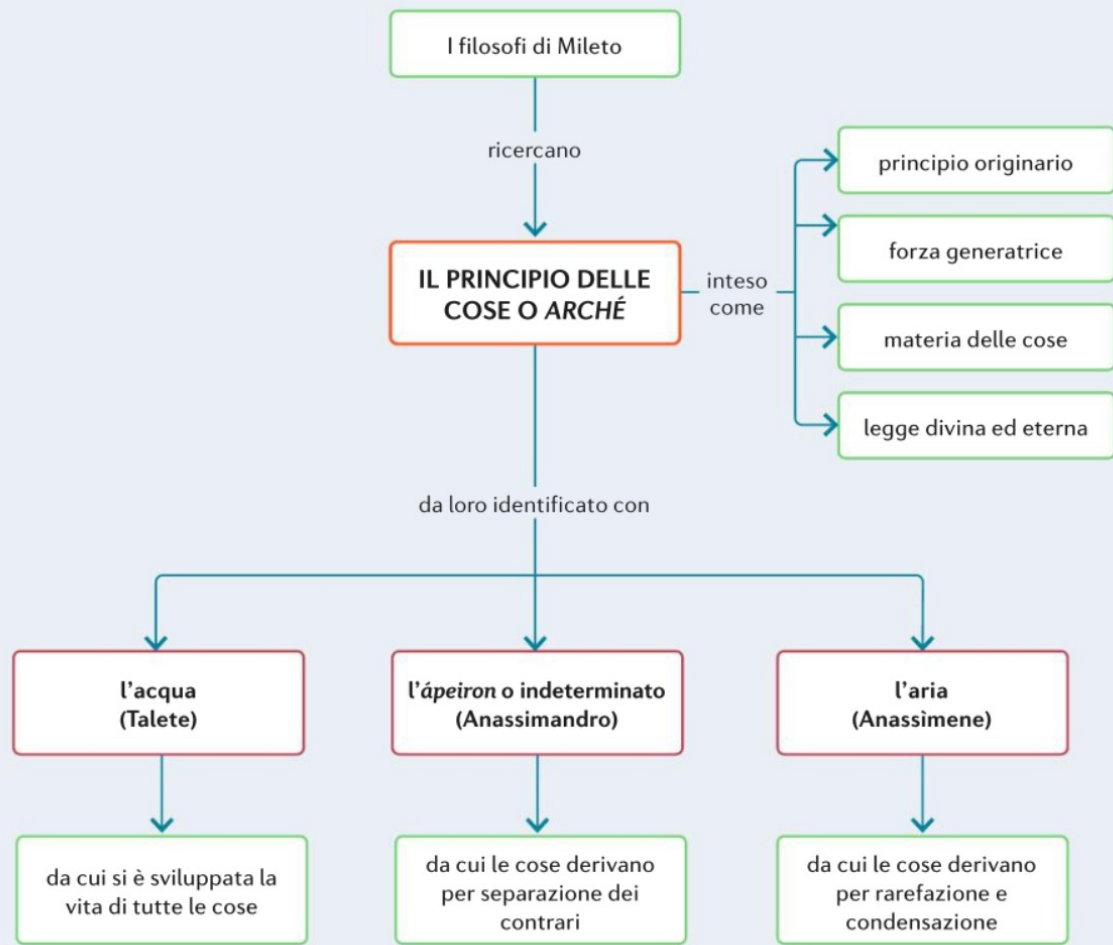 I filosofi di Mileto
ricercano
IL PRINCIPIO DELLE
COSE O ARCHÉ
inteso
come
principio originario
forza generatrice
materia delle cose
legge divina ed eterna
da loro identificato con
l'acqua
(Talete)
l'ápeiron o indeterminato
(Anassimandro)
l'aria
(Anassìmene)
da cui si è sviluppata la
vita di tutte le cose
da cui le cose derivano
per separazione dei
contrari
da cui le cose derivano
per rarefazione e
condensazione